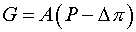 G = A(P − Δπ)